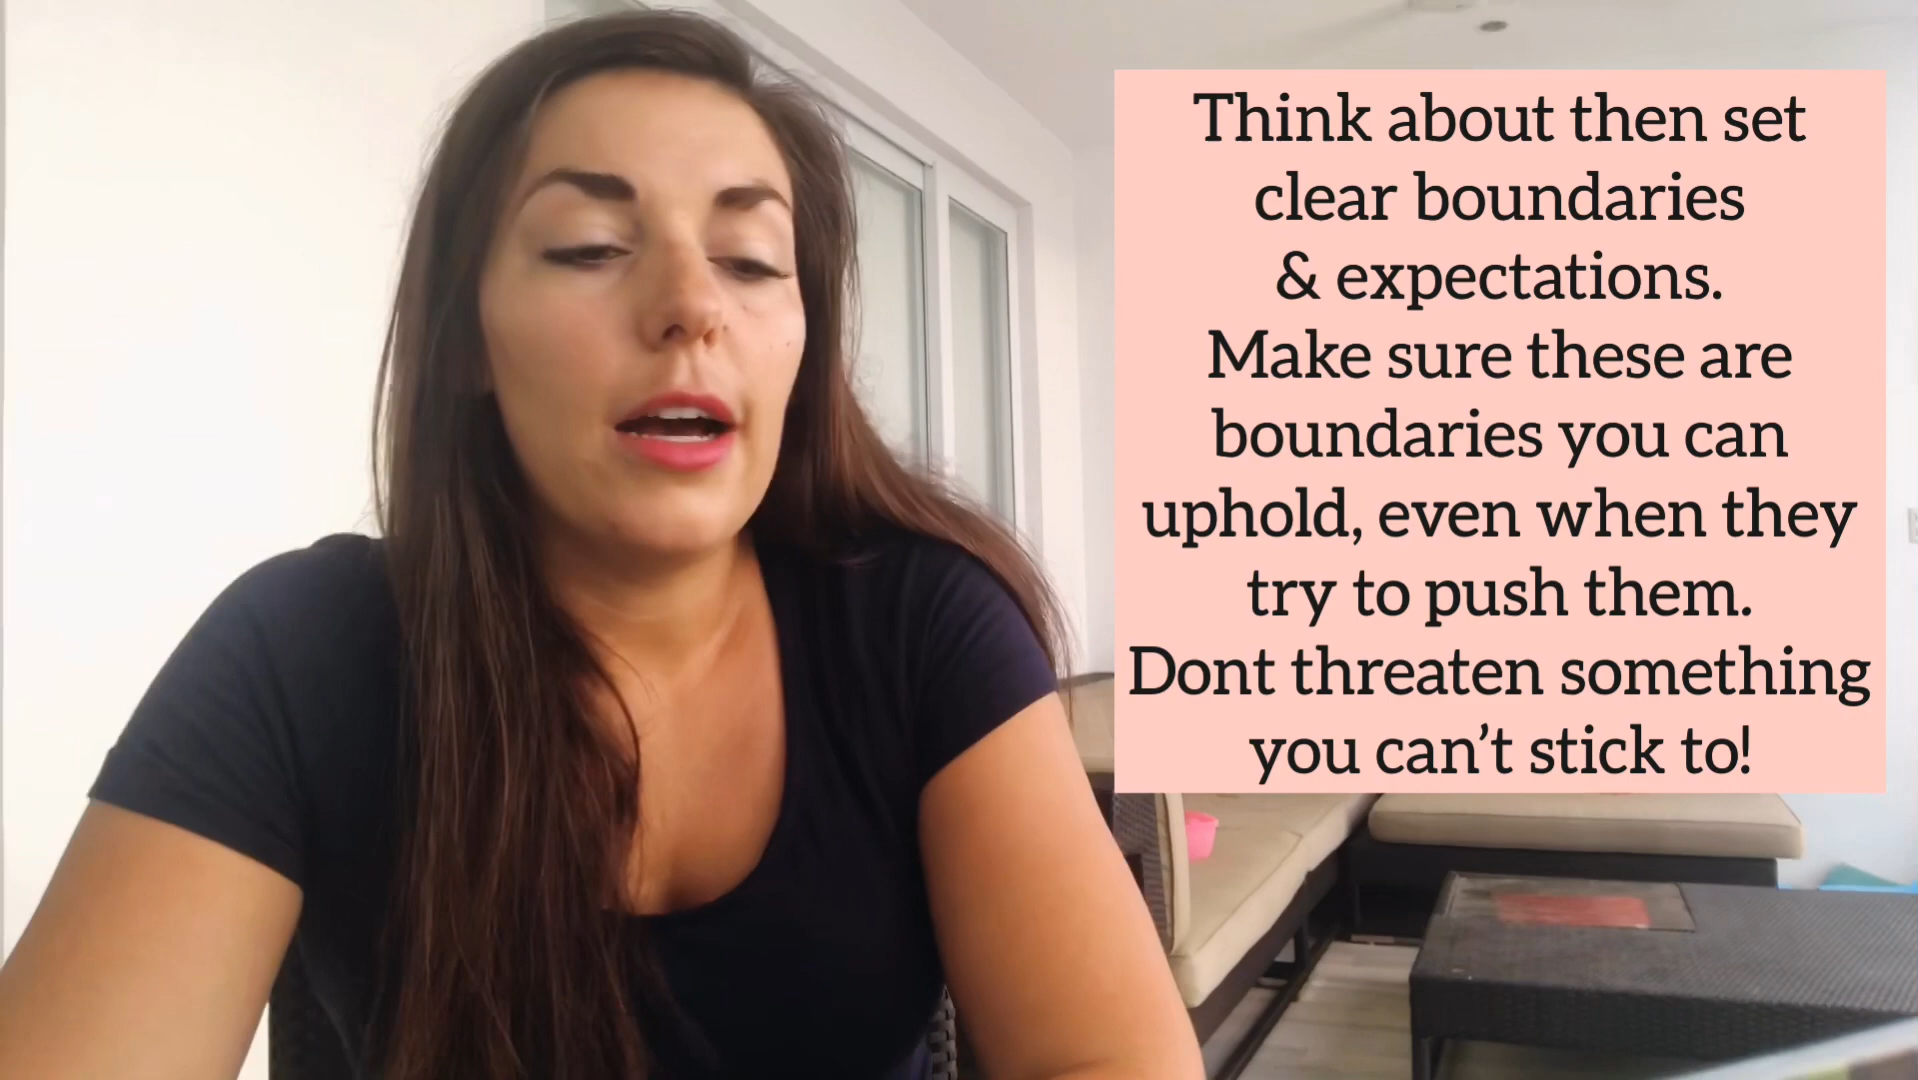 Think about then set
clear boundaries
& expectations.
Make sure these are
boundaries you can
uphold, even when they
try to push them.
Dont threaten something
you can’t stick to!